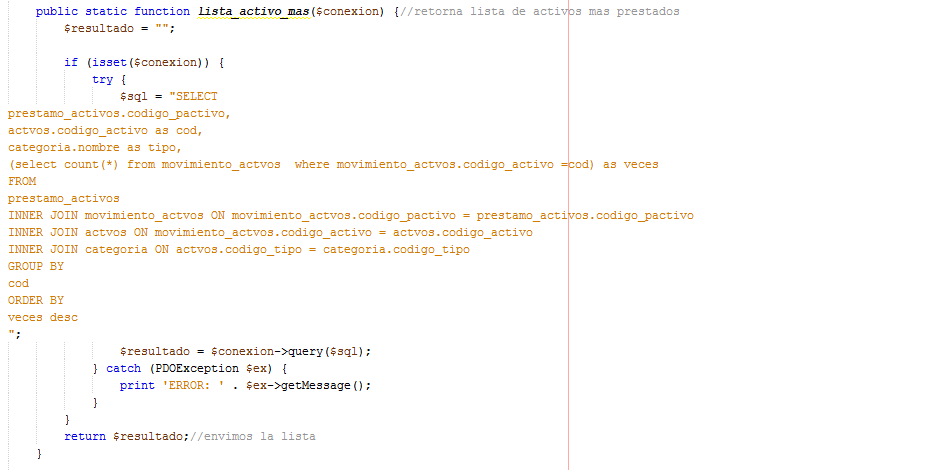 public static function lista_activo_mas($conexion) {//retorna lista de activos mas prestados
$resultado = "";
if (isset($conexion)) {
try {
$sql = "SELECT
prestamo_activos.codigo_pactivo,
actvos.codigo_activo as cod,
categoria.nombre as tipo,
(select count(*) from movimiento_actvos  where movimiento_actvos.codigo_activo =cod) as veces
FROM
prestamo_activos
INNER JOIN movimiento_actvos ON movimiento_actvos.codigo_pactivo = prestamo_activos.codigo_pactivo
INNER JOIN actvos ON movimiento_actvos.codigo_activo = actvos.codigo_activo
INNER JOIN categoria ON actvos.codigo_tipo = categoria.codigo_tipo
GROUP BY
cod
ORDER BY
veces desc
";
$resultado = $conexion->query($sql);
} catch (PDOException $ex) {
print 'ERROR: ' . $ex->getMessage();
}
}
return $resultado;//envimos la lista
}